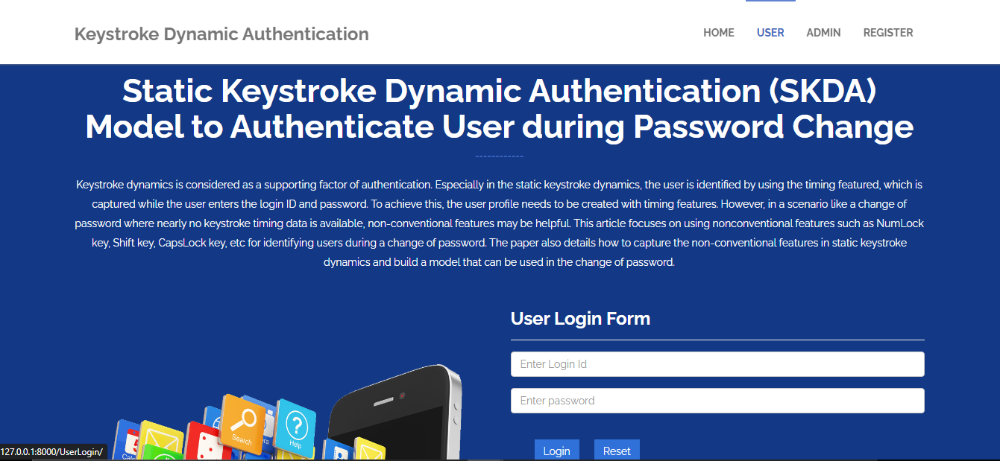 Keystroke Dynamic Authentication
HOME USER ADMIN REGISTER
Static Keystroke Dynamic Authentication (SKDA)
Model to Authenticate User during Password Change
------------
Keystroke dynamics is considered as a supporting factor of authentication. Especially in the static keystroke dynamics, the user is identified by using the timing featured, which is
captured while the user enters the login ID and password. To achieve this, the user profile needs to be created with timing features. However, in a scenario like a change of
password where nearly no keystroke timing data is available, non-conventional features may be helpful. This article focuses on using nonconventional features such as NumLock
key, Shift key, CapsLock key, etc for identifying users during a change of password. The paper also details how to capture the non-conventional features in static keystroke
dynamics and build a model that can be used in the change of password.
User Login Form
Enter Login Id
Enter password
Login Reset
Search
?
Help
127.0.0.1:8000/UserLogin/